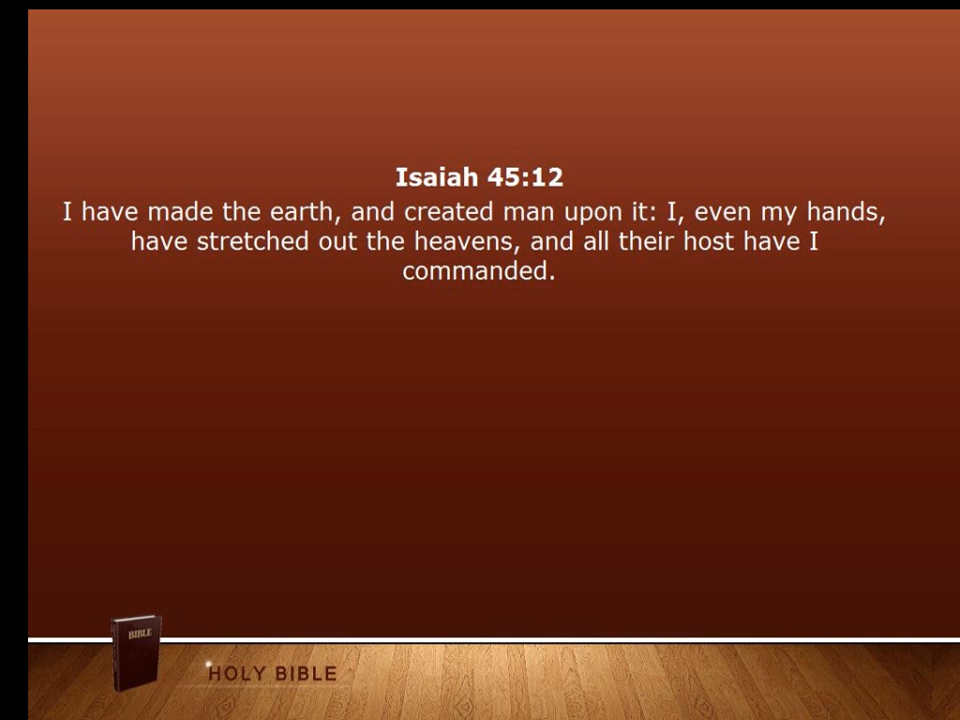 Isaiah 45:12
I have made the earth, and created man upon it: I, even my hands,
have stretched out the heavens, and all their host have I
commanded.
BIBLE
HOLY BIBLE